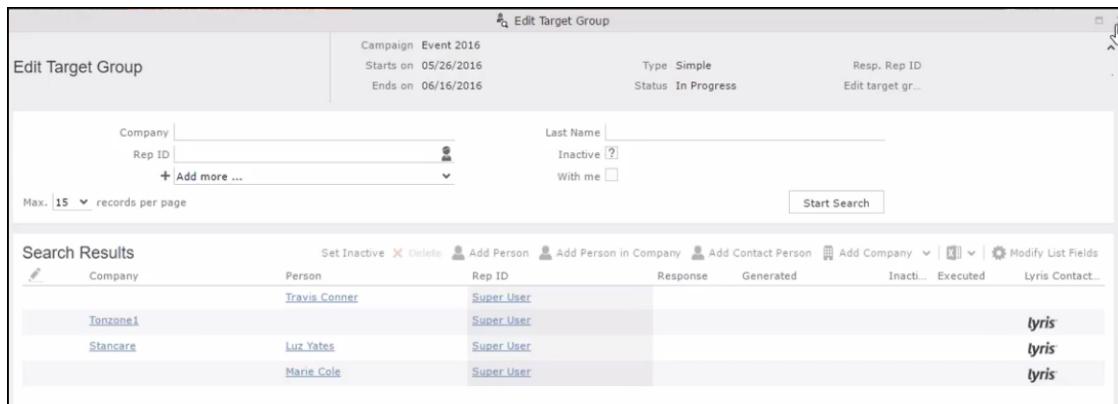 Edit Target Group
Campaign Event 2016
Edit Target Group
Starts on 05/26/2016 Type Simple Resp. Rep ID
Ends on 06/16/2016 Status In Progress Edit target gr...
Company Last Name
Rep ID Inactive ?
+ Add more ... With me
Max. 15 records per page Start Search
Search Results Set Inactive Delete Add Person Add Person in Company Add Contact Person Add Company Modify List Fields
Company Person Rep ID Response Generated Inacti... Executed Lyris Contact...
Travis Conner Super User
Tonzone1 Super User lyris
Stancare Luz Yates Super User lyris
Marie Cole Super User lyris